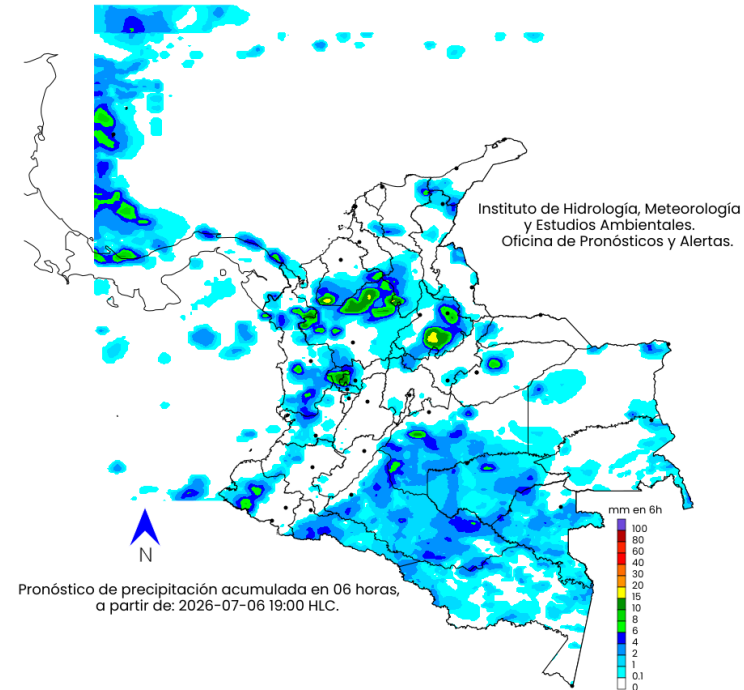 Instituto de Hidrología, Meteorología
y Estudios Ambientales.
Oficina de Pronósticos y Alertas.
N
Pronóstico de precipitación acumulada en 06 horas,
a partir de: 2026-07-06 19:00 HLC.
mm en 6h
100
80
60
40
30
20
15
10
8
6
4
2
1
0.1
0